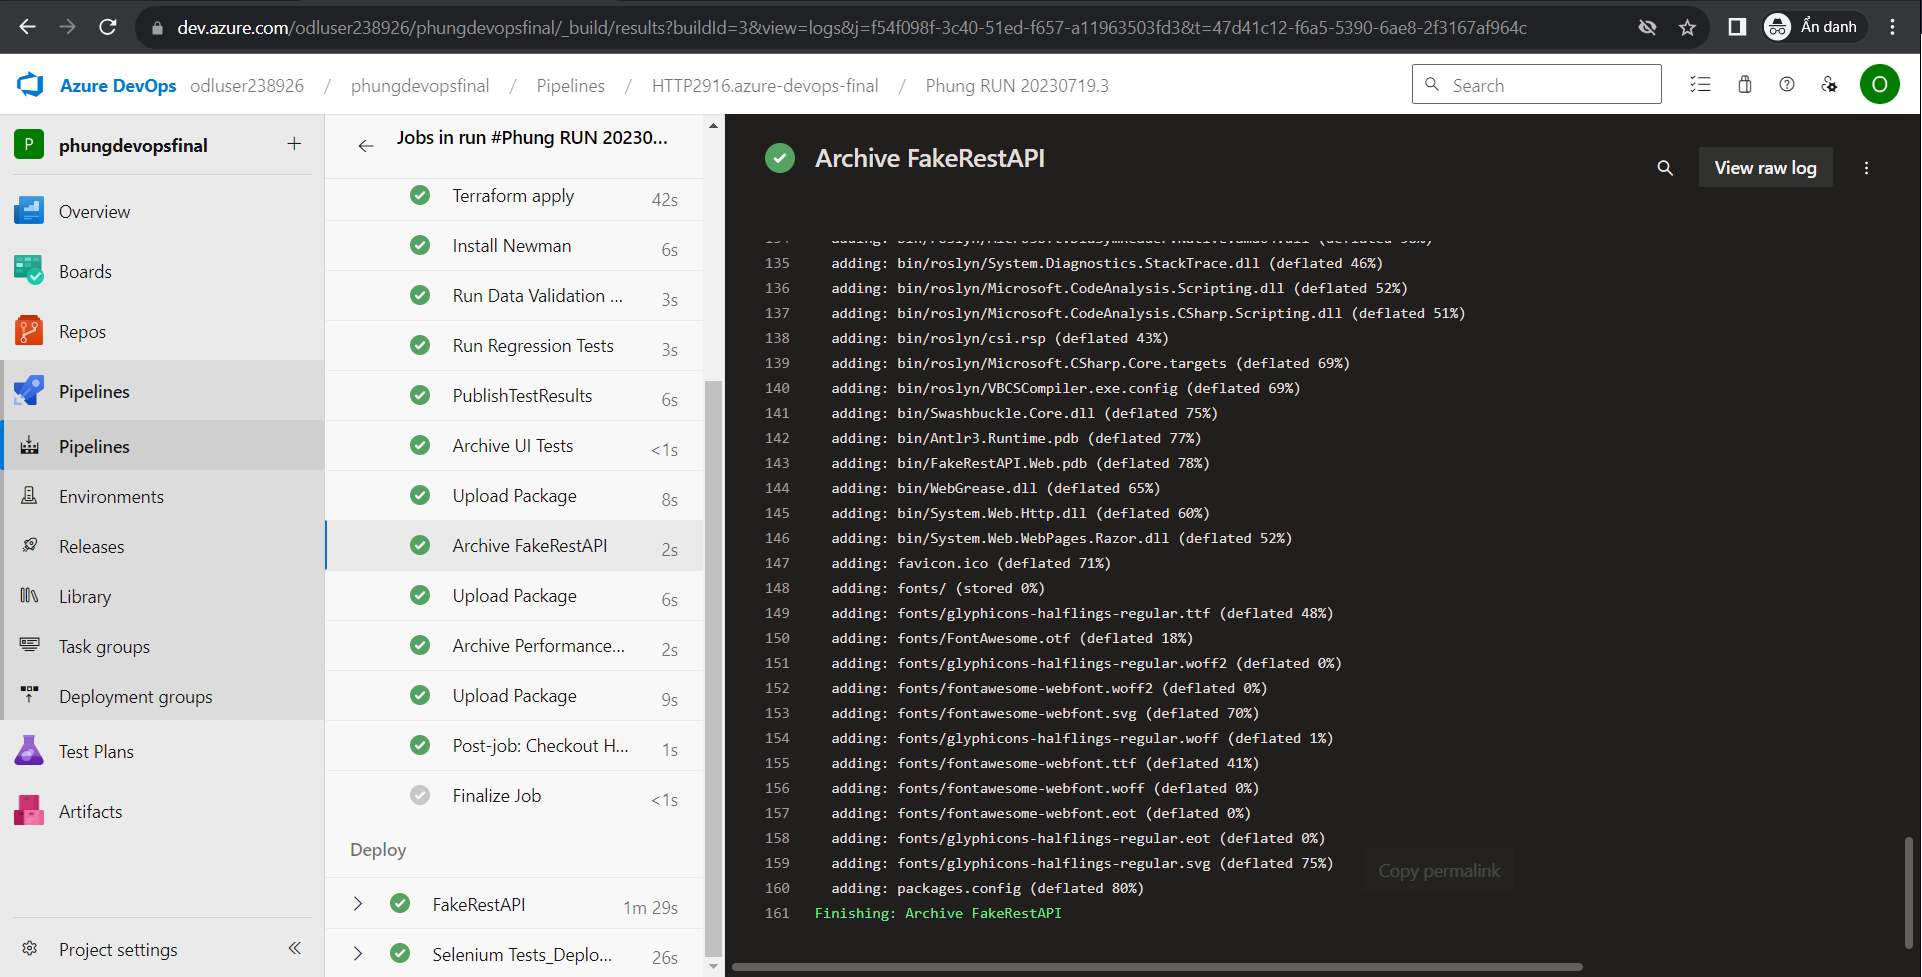 dev.azure.com/odluser238926/phungdevopsfinal/_build/results?buildId=3&view=logs&j=f54f098f-3c40-51ed-f657-a11963503fd3&t=47d41c12-f6a5-5390-6ae8-2f3167af964c
Ẩn danh
Azure DevOps odluser238926 / phungdevopsfinal / Pipelines / HTTP2916.azure-devops-final / Phung RUN 20230719.3
Search
O
P phungdevopsfinal
Overview
Boards
Repos
Pipelines
Pipelines
Environments
Releases
Library
Task groups
Deployment groups
Test Plans
Artifacts
Project settings
Jobs in run #Phung RUN 20230...
Terraform apply 42s
Install Newman 6s
Run Data Validation ... 3s
Run Regression Tests 3s
PublishTestResults 6s
Archive UI Tests <1s
Upload Package 8s
Archive FakeRestAPI 2s
Upload Package 6s
Archive Performance... 2s
Upload Package 9s
Post-job: Checkout H... 1s
Finalize Job <1s
Deploy
FakeRestAPI 1m 29s
Selenium Tests_Deplo... 26s
Archive FakeRestAPI
View raw log
135 adding: bin/roslyn/System.Diagnostics.StackTrace.dll (deflated 46%)
136 adding: bin/roslyn/Microsoft.CodeAnalysis.Scripting.dll (deflated 52%)
137 adding: bin/roslyn/Microsoft.CodeAnalysis.CSharp.Scripting.dll (deflated 51%)
138 adding: bin/roslyn/csi.rsp (deflated 43%)
139 adding: bin/roslyn/Microsoft.CSharp.Core.targets (deflated 69%)
140 adding: bin/roslyn/VBCSCompiler.exe.config (deflated 69%)
141 adding: bin/Swashbuckle.Core.dll (deflated 75%)
142 adding: bin/Antlr3.Runtime.pdb (deflated 77%)
143 adding: bin/FakeRestAPI.Web.pdb (deflated 78%)
144 adding: bin/WebGrease.dll (deflated 65%)
145 adding: bin/System.Web.Http.dll (deflated 60%)
146 adding: bin/System.Web.WebPages.Razor.dll (deflated 52%)
147 adding: favicon.ico (deflated 71%)
148 adding: fonts/ (stored 0%)
149 adding: fonts/glyphicons-halflings-regular.ttf (deflated 48%)
150 adding: fonts/FontAwesome.otf (deflated 18%)
151 adding: fonts/glyphicons-halflings-regular.woff2 (deflated 0%)
152 adding: fonts/fontawesome-webfont.woff2 (deflated 0%)
153 adding: fonts/fontawesome-webfont.svg (deflated 70%)
154 adding: fonts/glyphicons-halflings-regular.woff (deflated 1%)
155 adding: fonts/fontawesome-webfont.ttf (deflated 41%)
156 adding: fonts/fontawesome-webfont.woff (deflated 0%)
157 adding: fonts/fontawesome-webfont.eot (deflated 0%)
158 adding: fonts/glyphicons-halflings-regular.eot (deflated 0%)
159 adding: fonts/glyphicons-halflings-regular.svg (deflated 75%)
Copy permalink
160 adding: packages.config (deflated 80%)
161 Finishing: Archive FakeRestAPI